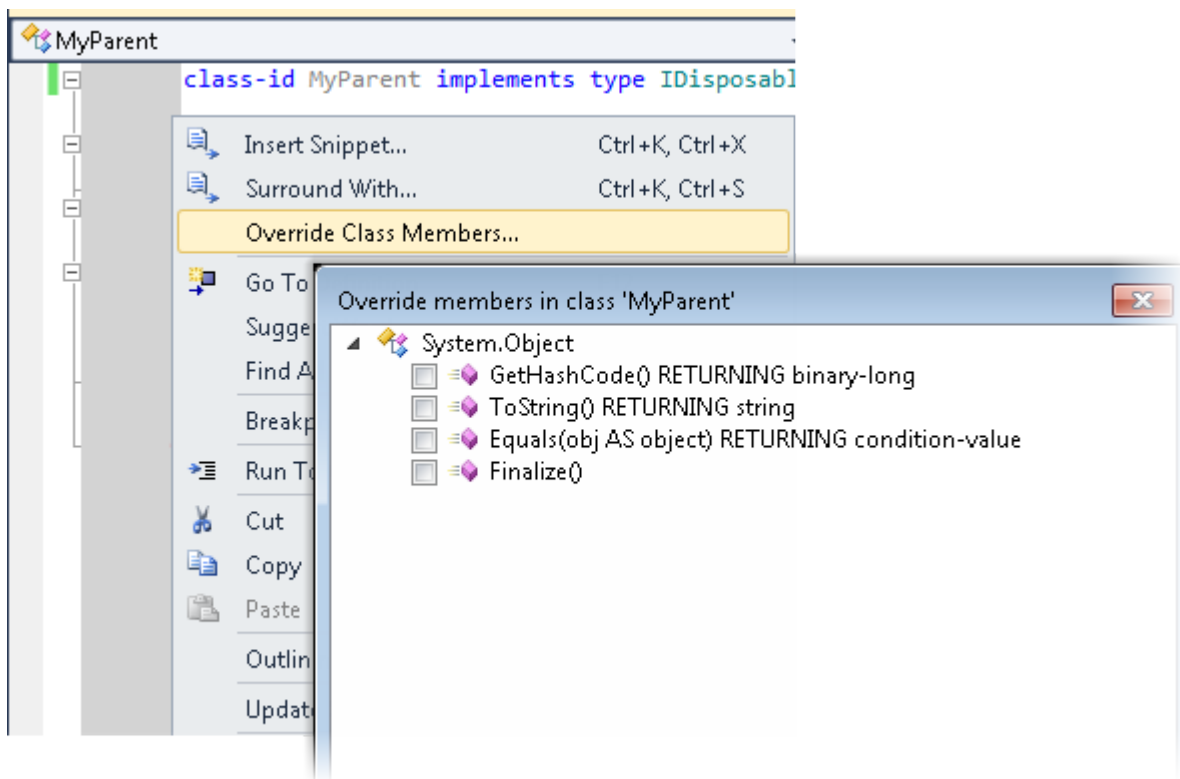 MyParent
class-id MyParent implements type IDisposabl
Insert Snippet... Ctrl+K, Ctrl+X
Surround With... Ctrl+K, Ctrl+S
Override Class Members...
Go To
Override members in class 'MyParent'
Sugge
System.Object
Find A
GetHashCode() RETURNING binary-long
ToString() RETURNING string
Breakp
Equals(obj AS object) RETURNING condition-value
Run To
Finalize()
Cut
Copy
Paste
Outlin
Updat